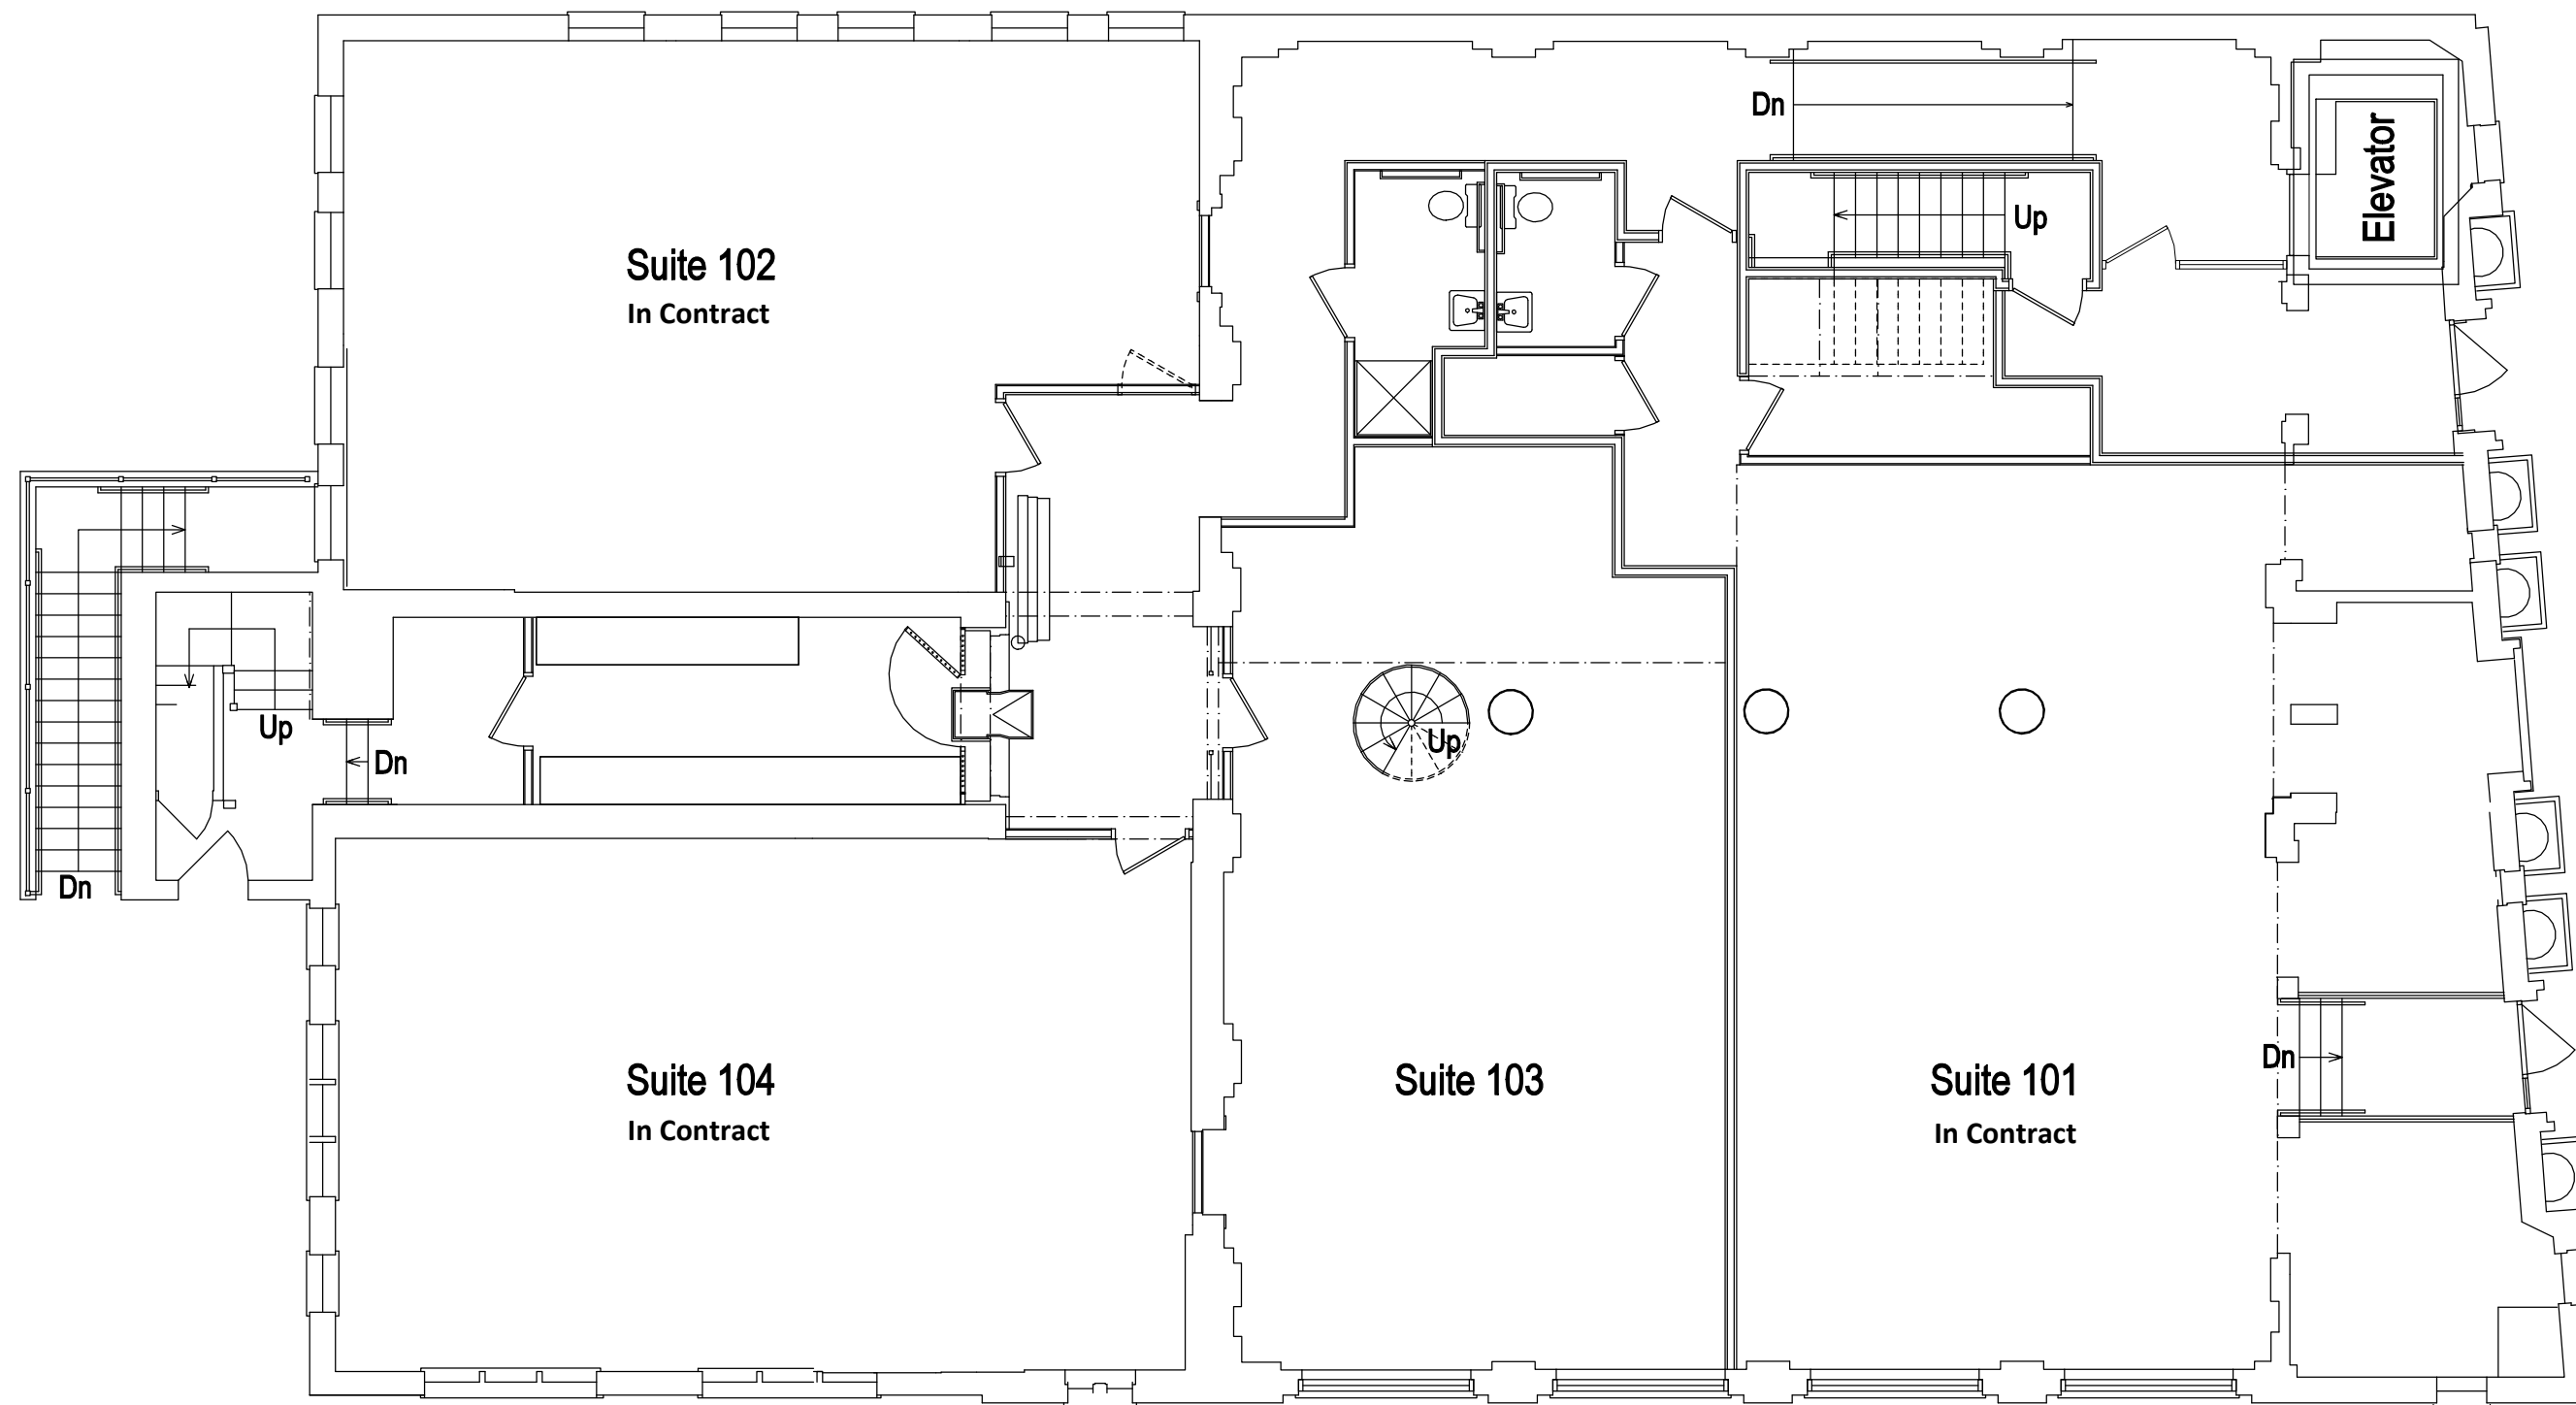 Dn
Elevator
Up
Suite 102
In Contract
Up
Dn
Up
Dn
Suite 104
In Contract
Suite 103
Suite 101
In Contract
Dn